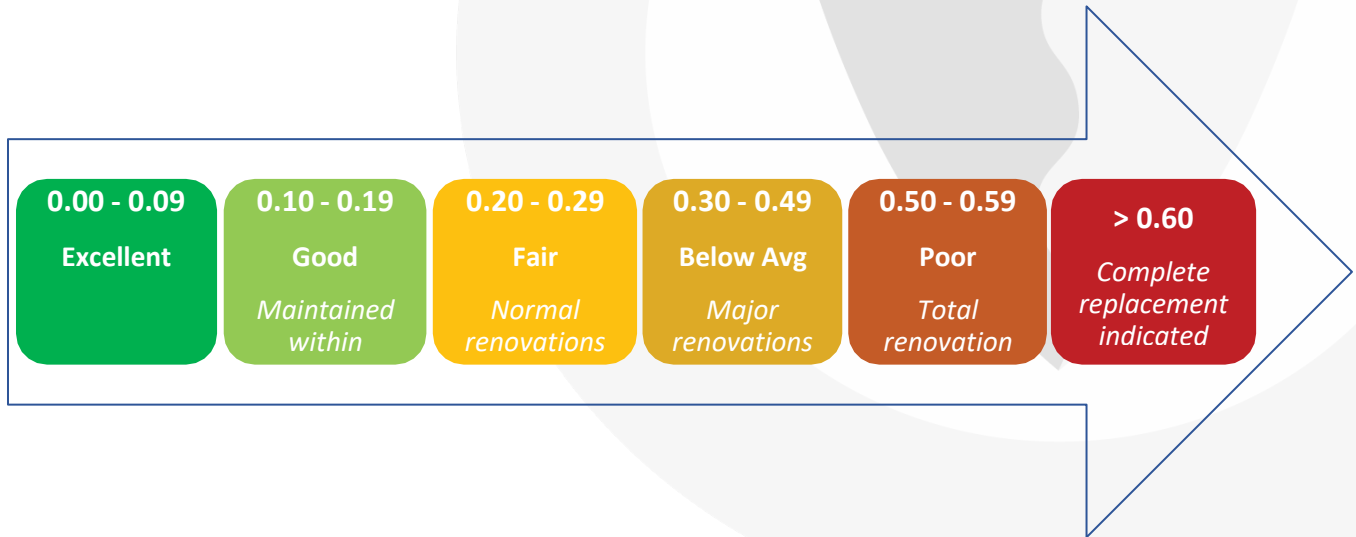 0.00 - 0.09
Excellent
0.10 - 0.19
Good
Maintained
within
0.20 - 0.29
Fair
Normal
renovations
0.30 - 0.49
Below Avg
Major
renovations
0.50 - 0.59
Poor
Total
renovation
> 0.60
Complete
replacement
indicated